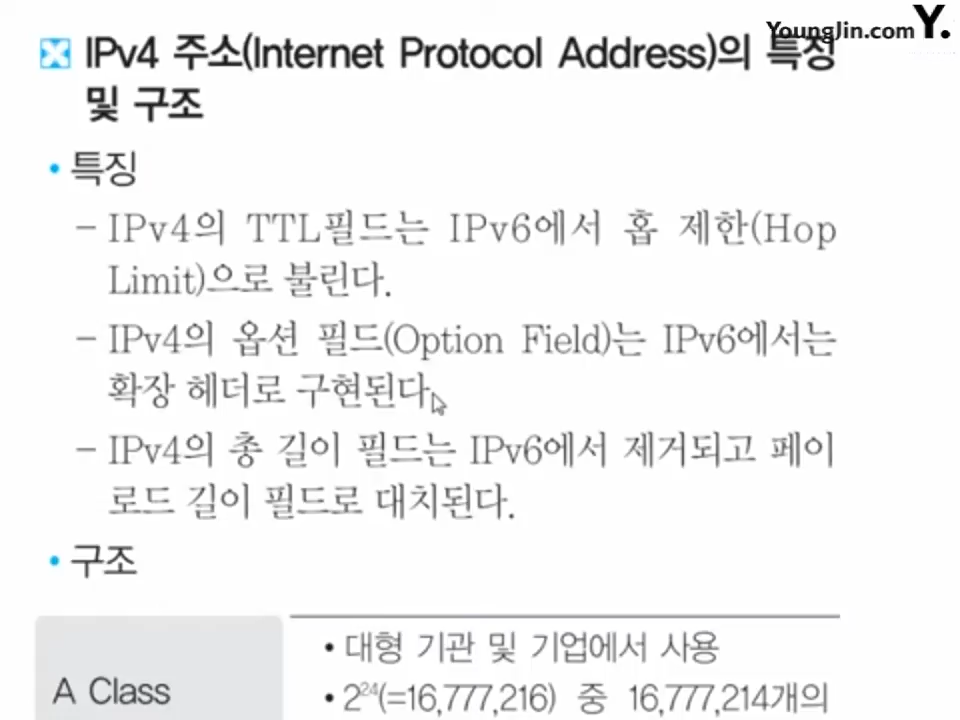 YoungJin.com Y.
IPv4 주소(Internet Protocol Address)의 특징
및 구조
• 특징
– IPv4의 TTL필드는 IPv6에서 홉 제한(Hop
Limit)으로 불린다.
– IPv4의 옵션 필드(Option Field)는 IPv6에서는
확장 헤더로 구현된다.
– IPv4의 총 길이 필드는 IPv6에서 제거되고 페이
로드 길이 필드로 대치된다.
• 구조
• 대형 기관 및 기업에서 사용
A Class
• 2²⁴(=16,777,216) 중 16,777,214개의